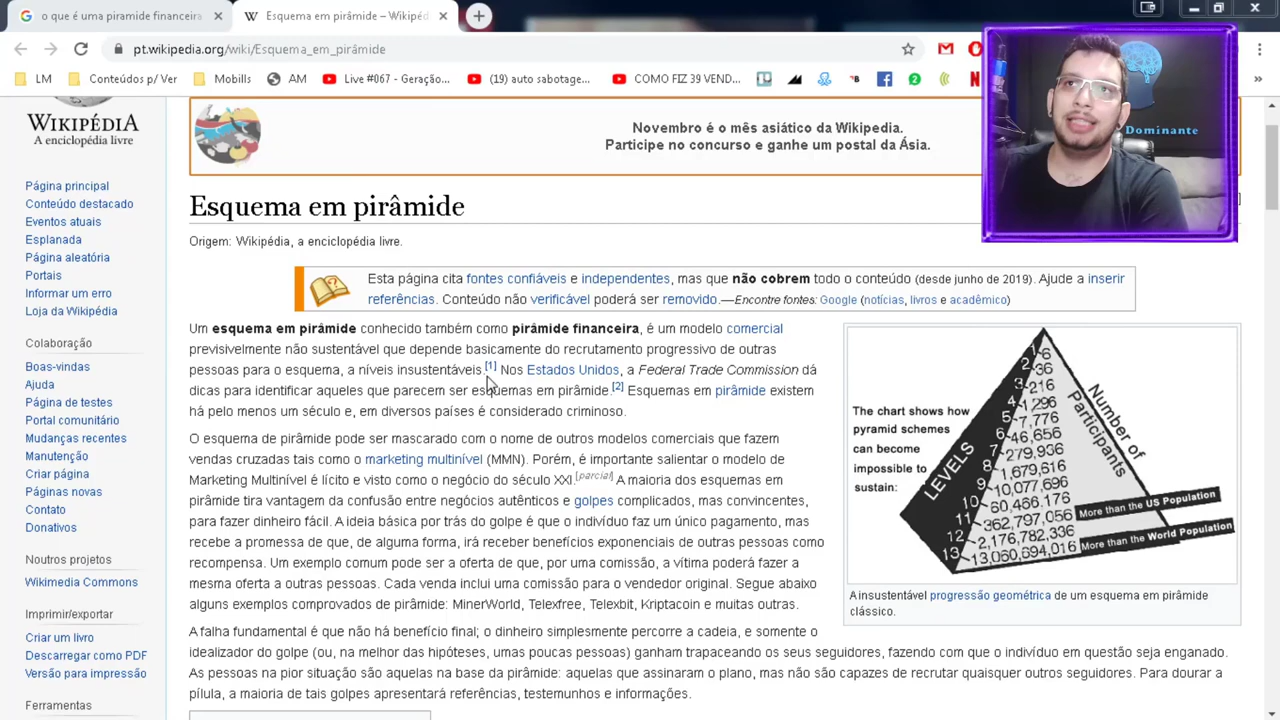 o que é uma piramide financeira
Esquema em pirâmide – Wikipéd
pt.wikipedia.org/wiki/Esquema_em_pirâmide
LM
Conteúdos p/ Ver
Mobills
AM
Live #067 - Geração...
(19) auto sabotage...
COMO FIZ 39 VEND...
Dominante
WIKIPÉDIA
A enciclopédia livre
Página principal
Conteúdo destacado
Eventos atuais
Esplanada
Página aleatória
Portais
Informar um erro
Loja da Wikipédia
Colaboração
Boas-vindas
Ajuda
Página de testes
Portal comunitário
Mudanças recentes
Manutenção
Criar página
Páginas novas
Contato
Donativos
Noutros projetos
Wikimedia Commons
Imprimir/exportar
Criar um livro
Descarregar como PDF
Versão para impressão
Ferramentas
Novembro é o mês asiático da Wikipedia.
Participe no concurso e ganhe um postal da Ásia.
Esquema em pirâmide
Origem: Wikipédia, a enciclopédia livre.
Esta página cita fontes confiáveis e independentes, mas que não cobrem todo o conteúdo (desde junho de 2019). Ajude a inserir
referências. Conteúdo não verificável poderá ser removido.—Encontre fontes: Google (notícias, livros e acadêmico)
Um esquema em pirâmide conhecido também como pirâmide financeira, é um modelo comercial
previsivelmente não sustentável que depende basicamente do recrutamento progressivo de outras
pessoas para o esquema, a níveis insustentáveis.[1] Nos Estados Unidos, a Federal Trade Commission dá
dicas para identificar aqueles que parecem ser esquemas em pirâmide.[2] Esquemas em pirâmide existem
há pelo menos um século e, em diversos países é considerado criminoso.
O esquema de pirâmide pode ser mascarado com o nome de outros modelos comerciais que fazem
vendas cruzadas tais como o marketing multinível (MMN). Porém, é importante salientar o modelo de
Marketing Multinível é lícito e visto como o negócio do século XXI.[parcial] A maioria dos esquemas em
pirâmide tira vantagem da confusão entre negócios autênticos e golpes complicados, mas convincentes,
para fazer dinheiro fácil. A ideia básica por trás do golpe é que o indivíduo faz um único pagamento, mas
recebe a promessa de que, de alguma forma, irá receber benefícios exponenciais de outras pessoas como
recompensa. Um exemplo comum pode ser a oferta de que, por uma comissão, a vítima poderá fazer a
mesma oferta a outras pessoas. Cada venda inclui uma comissão para o vendedor original. Segue abaixo
alguns exemplos comprovados de pirâmide: MinerWorld, Telexfree, Telexbit, Kriptacoin e muitas outras.
A falha fundamental é que não há benefício final; o dinheiro simplesmente percorre a cadeia, e somente o
idealizador do golpe (ou, na melhor das hipóteses, umas poucas pessoas) ganham trapaceando os seus seguidores, fazendo com que o indivíduo em questão seja enganado.
As pessoas na pior situação são aquelas na base da pirâmide: aquelas que assinaram o plano, mas não são capazes de recrutar quaisquer outros seguidores. Para dourar a
pílula, a maioria de tais golpes apresentará referências, testemunhos e informações.
The chart shows how
pyramid schemes
can become
impossible to
sustain:
LEVELS
Number of
Participants
1 6
2 36
3 216
4 1,296
5 7,776
6 46,656
7 279,936
8 1,679,616
9 10,077,696
10 60,466,176
11 362,797,056
12 2,176,782,336
13 13,060,694,016
More than the US Population
More than the World Population
A insustentável progressão geométrica de um esquema em pirâmide
clássico.